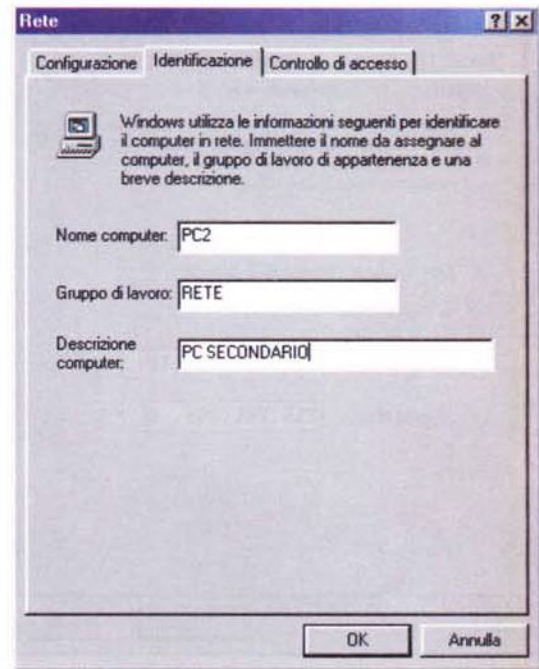 Rete
Configurazione Identificazione Controllo di accesso
Windows utilizza le informazioni seguenti per identificare
il computer in rete. Immettere il nome da assegnare al
computer, il gruppo di lavoro di appartenenza e una
breve descrizione.
Nome computer: PC2
Gruppo di lavoro: RETE
Descrizione
computer: PC SECONDARIO
OK Annulla